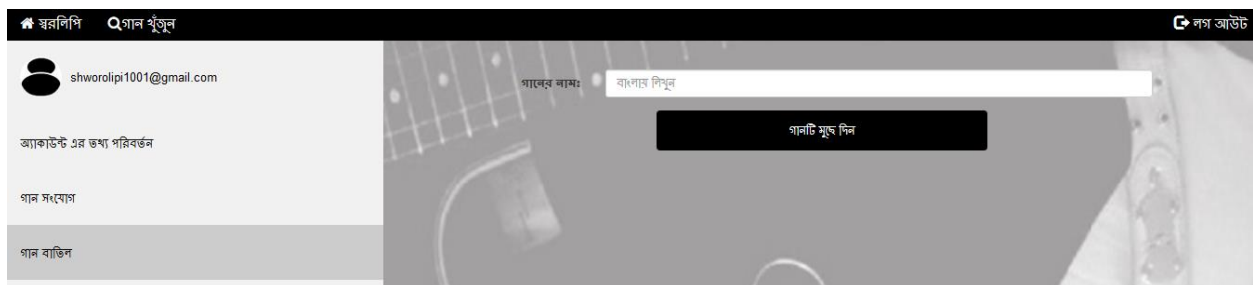 স্বরলিপি গান খুঁজুন লগ আউট
shworolipi1001@gmail.com
গানের নামঃ বাংলায় লিখুন
গানটি মুছে দিন
অ্যাকাউন্ট এর তথ্য পরিবর্তন
গান সংযোগ
গান বাতিল